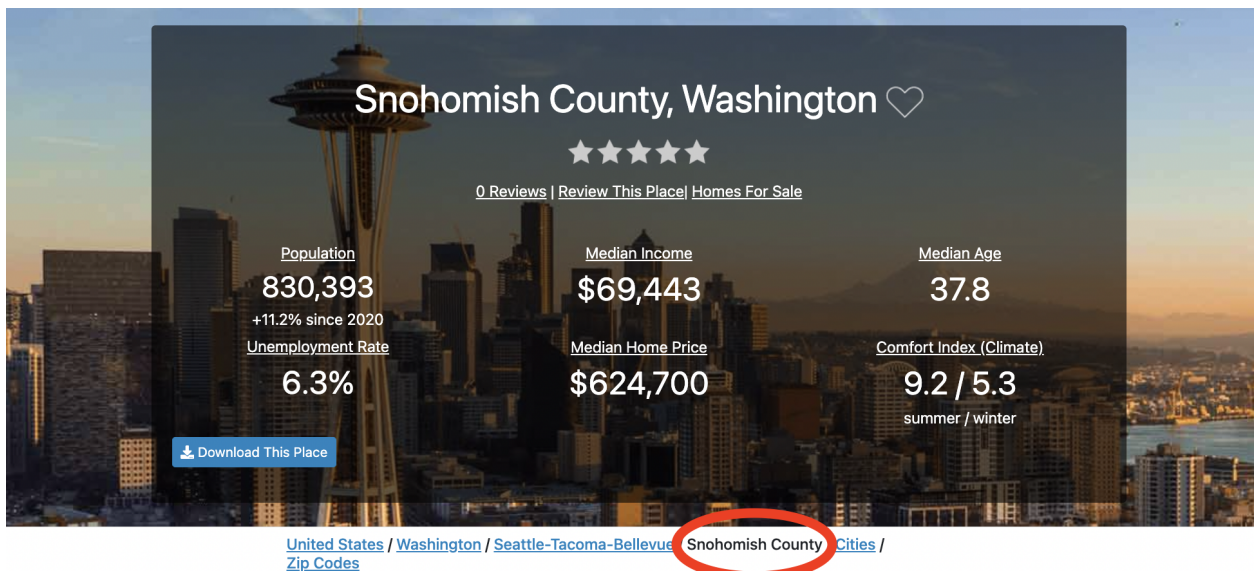 Snohomish County, Washington
0 Reviews | Review This Place| Homes For Sale
Population
Median Income
Median Age
830,393
$69,443
37.8
+11.2% since 2020
Unemployment Rate
Median Home Price
Comfort Index (Climate)
6.3%
$624,700
9.2 / 5.3
summer / winter
Download This Place
United States / Washington / Seattle-Tacoma-Bellevue Snohomish County Cities /
Zip Codes